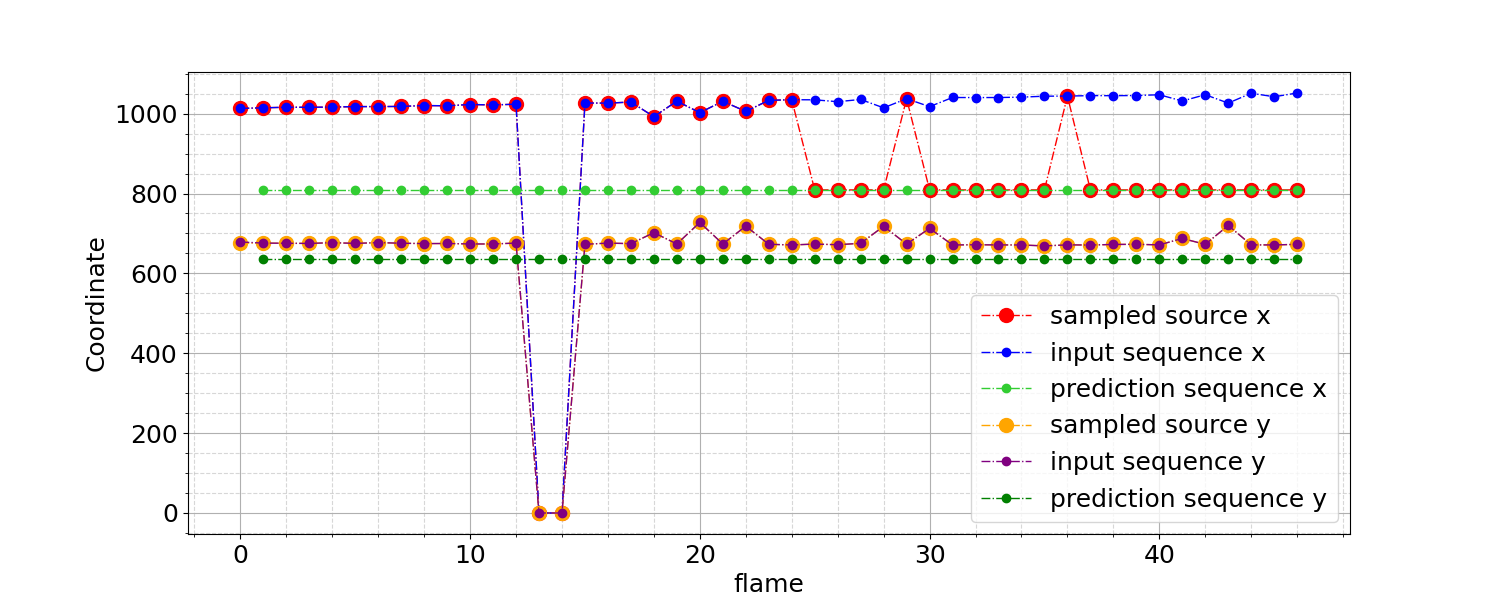 1000
800
600
400
200
0
Coordinate
sampled source x
input sequence x
prediction sequence x
sampled source y
input sequence y
prediction sequence y
0 10 20 30 40
flame